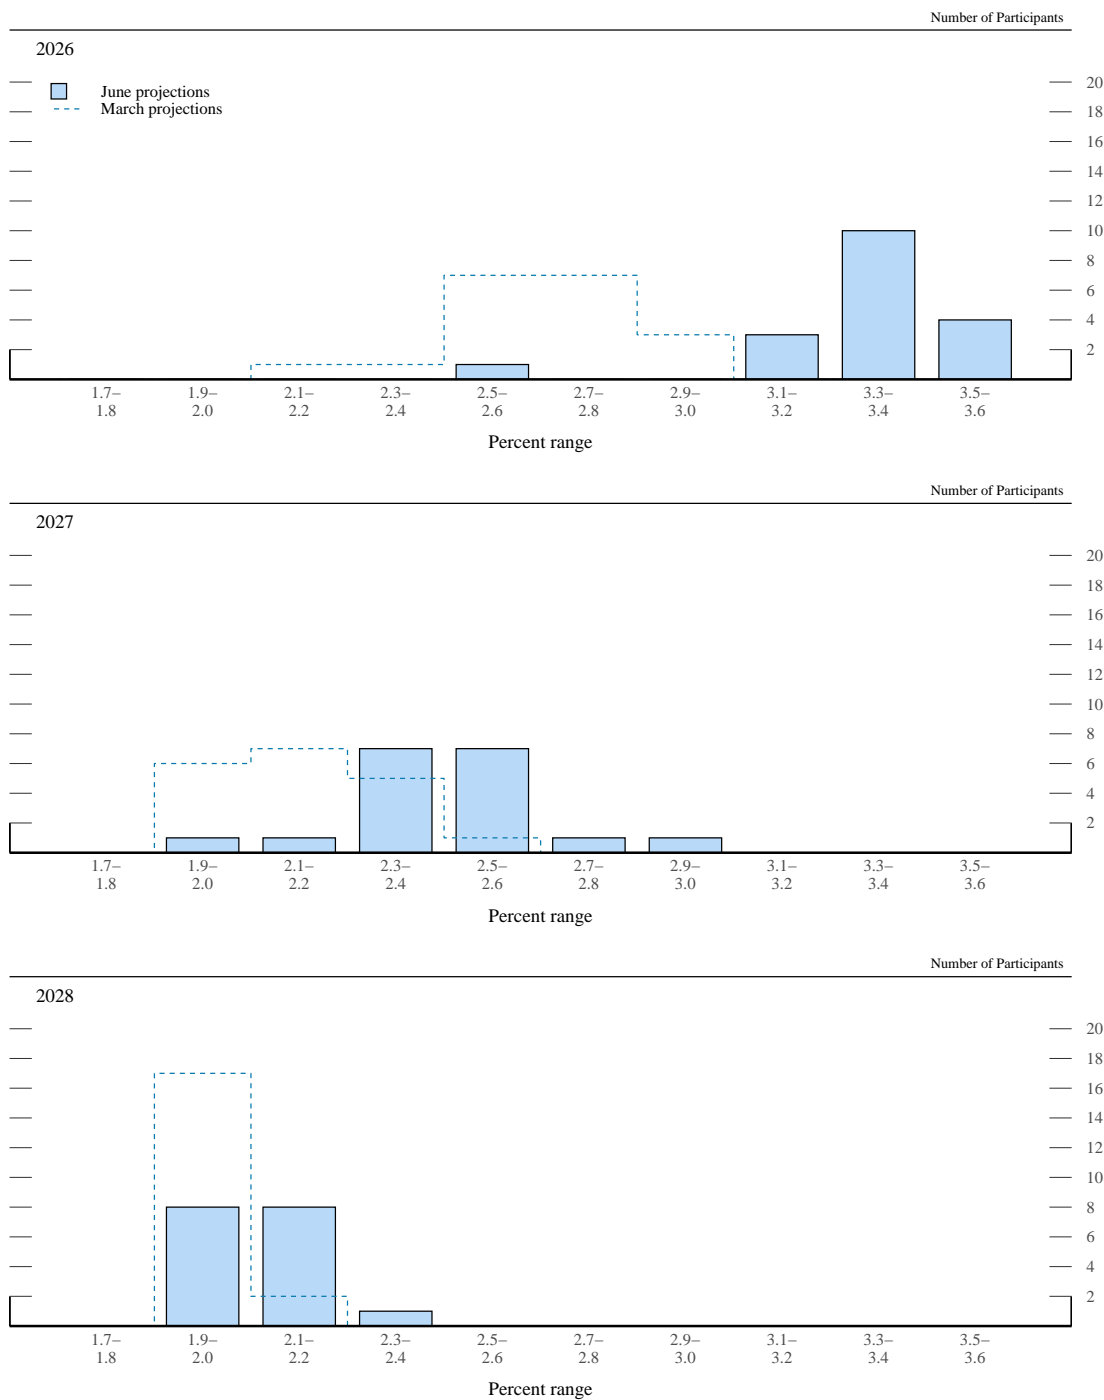 Number of Participants
2026
June projections
March projections
20
18
16
14
12
10
8
6
4
2
1.7– 1.9– 2.1– 2.3– 2.5– 2.7– 2.9– 3.1– 3.3– 3.5–
1.8 2.0 2.2 2.4 2.6 2.8 3.0 3.2 3.4 3.6
Percent range
Number of Participants
2027
20
18
16
14
12
10
8
6
4
2
1.7– 1.9– 2.1– 2.3– 2.5– 2.7– 2.9– 3.1– 3.3– 3.5–
1.8 2.0 2.2 2.4 2.6 2.8 3.0 3.2 3.4 3.6
Percent range
Number of Participants
2028
20
18
16
14
12
10
8
6
4
2
1.7– 1.9– 2.1– 2.3– 2.5– 2.7– 2.9– 3.1– 3.3– 3.5–
1.8 2.0 2.2 2.4 2.6 2.8 3.0 3.2 3.4 3.6
Percent range